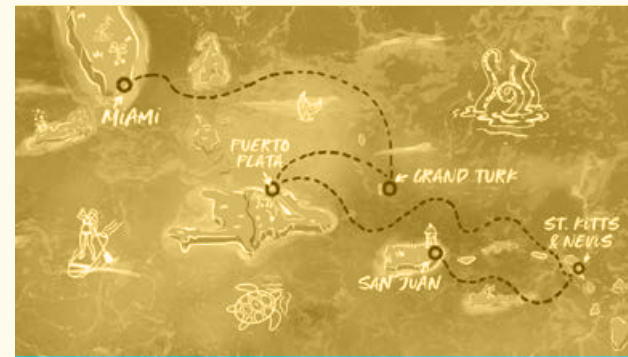 MIAMI
PUERTO
PLATA
GRAND TURK
ST. KITTS
& NEVIS
SAN JUAN